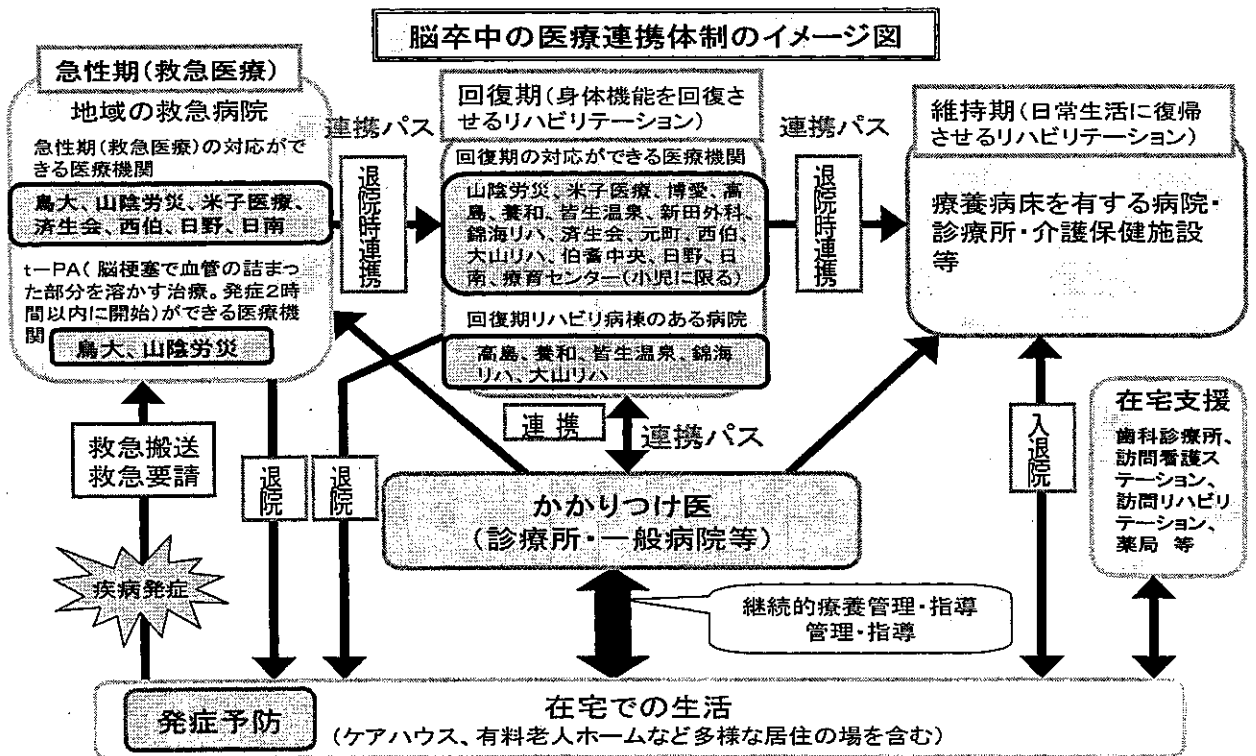 脳卒中の医療連携体制のイメージ図
急性期(救急医療)
地域の救急病院
急性期(救急医療)の対応がで
きる医療機関
鳥大、山陰労災、米子医療、
済生会、西伯、日野、日南
t-PA(脳梗塞で血管の詰まっ
た部分を溶かす治療。発症2時
間以内に開始)ができる医療機
関
鳥大、山陰労災
連携パス
退院時連携
回復期(身体機能を回復さ
せるリハビリテーション)
回復期の対応ができる医療機関
山陰労災、米子医療、博愛、高
島、養和、皆生温泉、新田外科、
錦海リハ、済生会、元町、西伯、
大山リハ、伯耆中央、日野、日
南、療育センター(小児に限る)
回復期リハビリ病棟のある病院
高島、養和、皆生温泉、錦海
リハ、大山リハ
連携パス
退院時連携
維持期(日常生活に復帰
させるリハビリテーション)
療養病床を有する病院・
診療所・介護保健施設
等
連携
連携パス
救急搬送
救急要請
退院
退院
かかりつけ医
(診療所・一般病院等)
入退院
在宅支援
歯科診療所、
訪問看護ス
テーション、
訪問リハビリ
テーション、
薬局 等
疾病発症
継続的療養管理・指導
管理・指導
発症予防
在宅での生活
(ケアハウス、有料老人ホームなど多様な居住の場を含む)